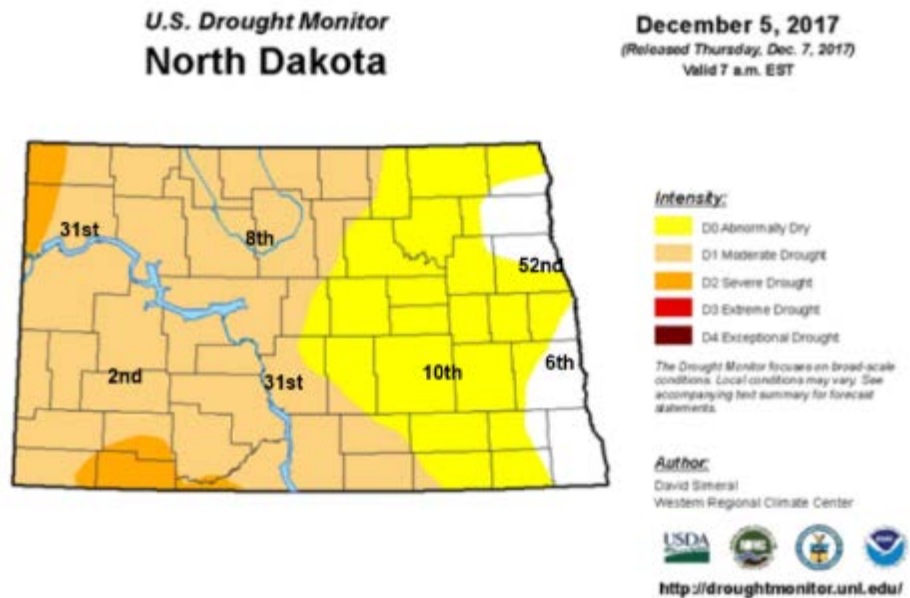 U.S. Drought Monitor
North Dakota
December 5, 2017
(Released Thursday, Dec. 7, 2017)
Valid 7 a.m. EST
31st
8th
52nd
2nd
31st
10th
6th
Intensity:
D0 Abnormally Dry
D1 Moderate Drought
D2 Severe Drought
D3 Extreme Drought
D4 Exceptional Drought
The Drought Monitor focuses on broad-scale
conditions. Local conditions may vary. See
accompanying text summary for forecast
statements.
Author:
David Simeral
Western Regional Climate Center
USDA
http://droughtmonitor.unl.edu/